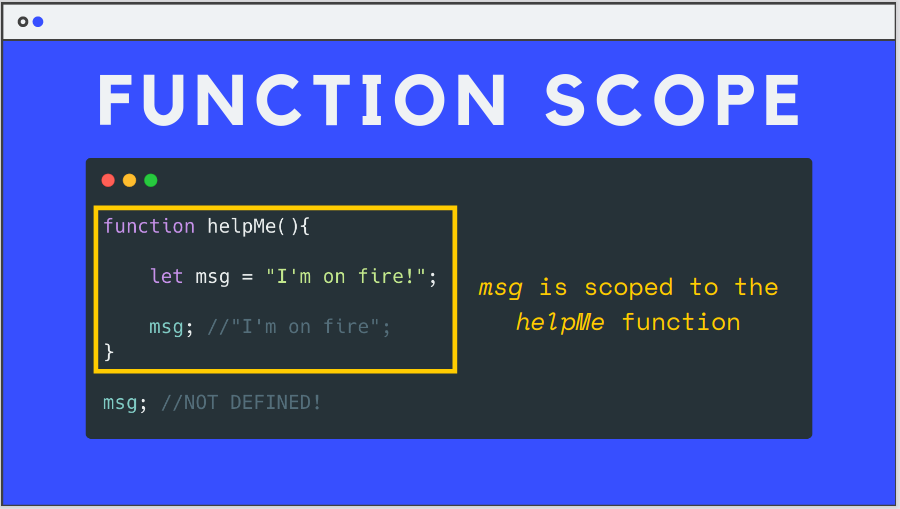 FUNCTION SCOPE
function helpMe(){
let msg = "I'm on fire!";
msg; //"I'm on fire";
}
msg; //NOT DEFINED!
msg is scoped to the
helpMe function